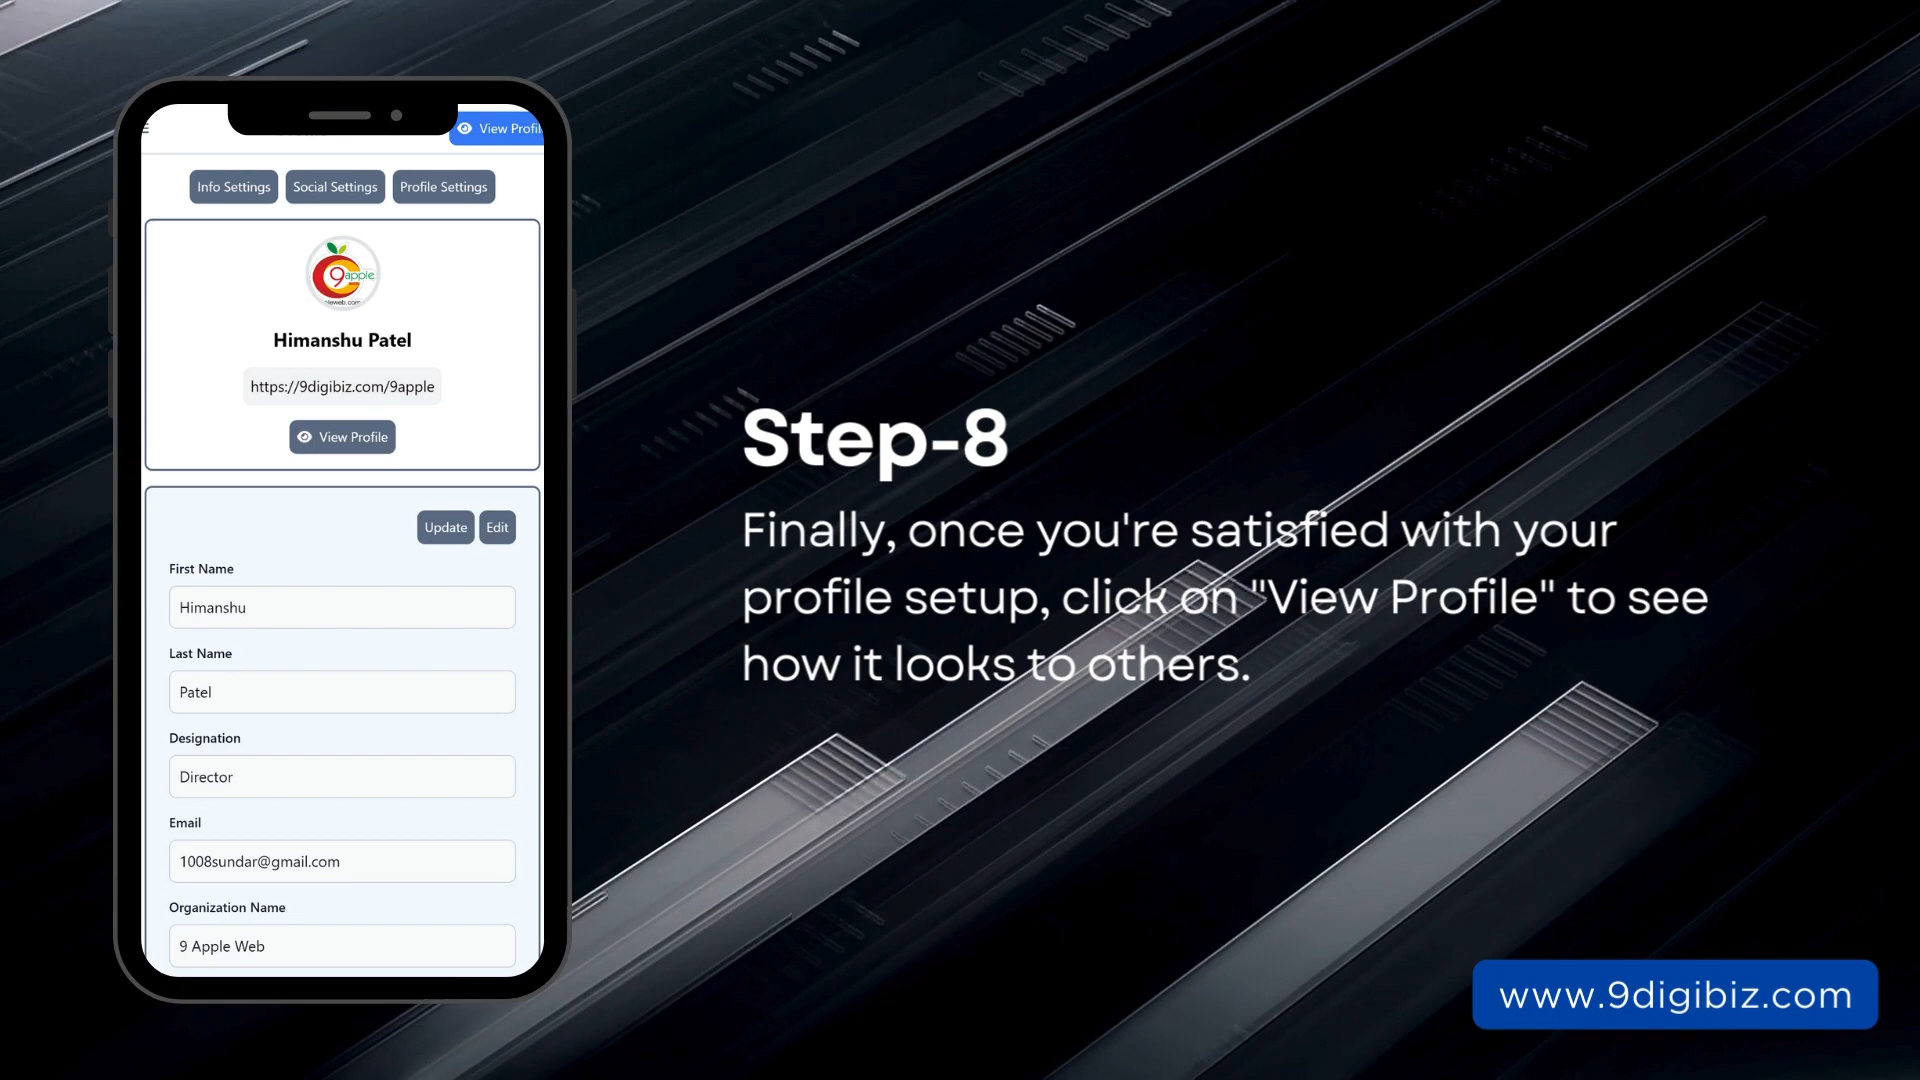 View Profil
Info Settings
Social Settings
Profile Settings
9apple
Himanshu Patel
https://9digibiz.com/9apple
View Profile
Update
Edit
First Name
Himanshu
Last Name
Patel
Designation
Director
Email
1008sundar@gmail.com
Organization Name
9 Apple Web
Step-8
Finally, once you're satisfied with your
profile setup, click on "View Profile" to see
how it looks to others.
www.9digibiz.com